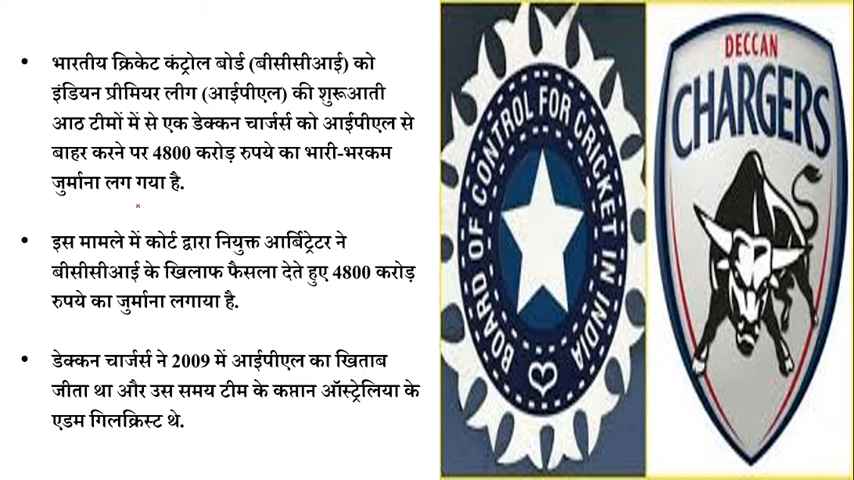 • भारतीय क्रिकेट कंट्रोल बोर्ड (बीसीसीआई) को
इंडियन प्रीमियर लीग (आईपीएल) की शुरूआती
आठ टीमों में से एक डेक्कन चार्जर्स को आईपीएल से
बाहर करने पर 4800 करोड़ रुपये का भारी-भरकम
जुर्माना लग गया है.
• इस मामले में कोर्ट द्वारा नियुक्त आर्बिट्रेटर ने
बीसीसीआई के खिलाफ फैसला देते हुए 4800 करोड़
रुपये का जुर्माना लगाया है.
• डेक्कन चार्जर्स ने 2009 में आईपीएल का खिताब
जीता था और उस समय टीम के कप्तान ऑस्ट्रेलिया के
एडम गिलक्रिस्ट थे.
BOARD OF CONTROL FOR CRICKET IN INDIA
DECCAN
CHARGERS